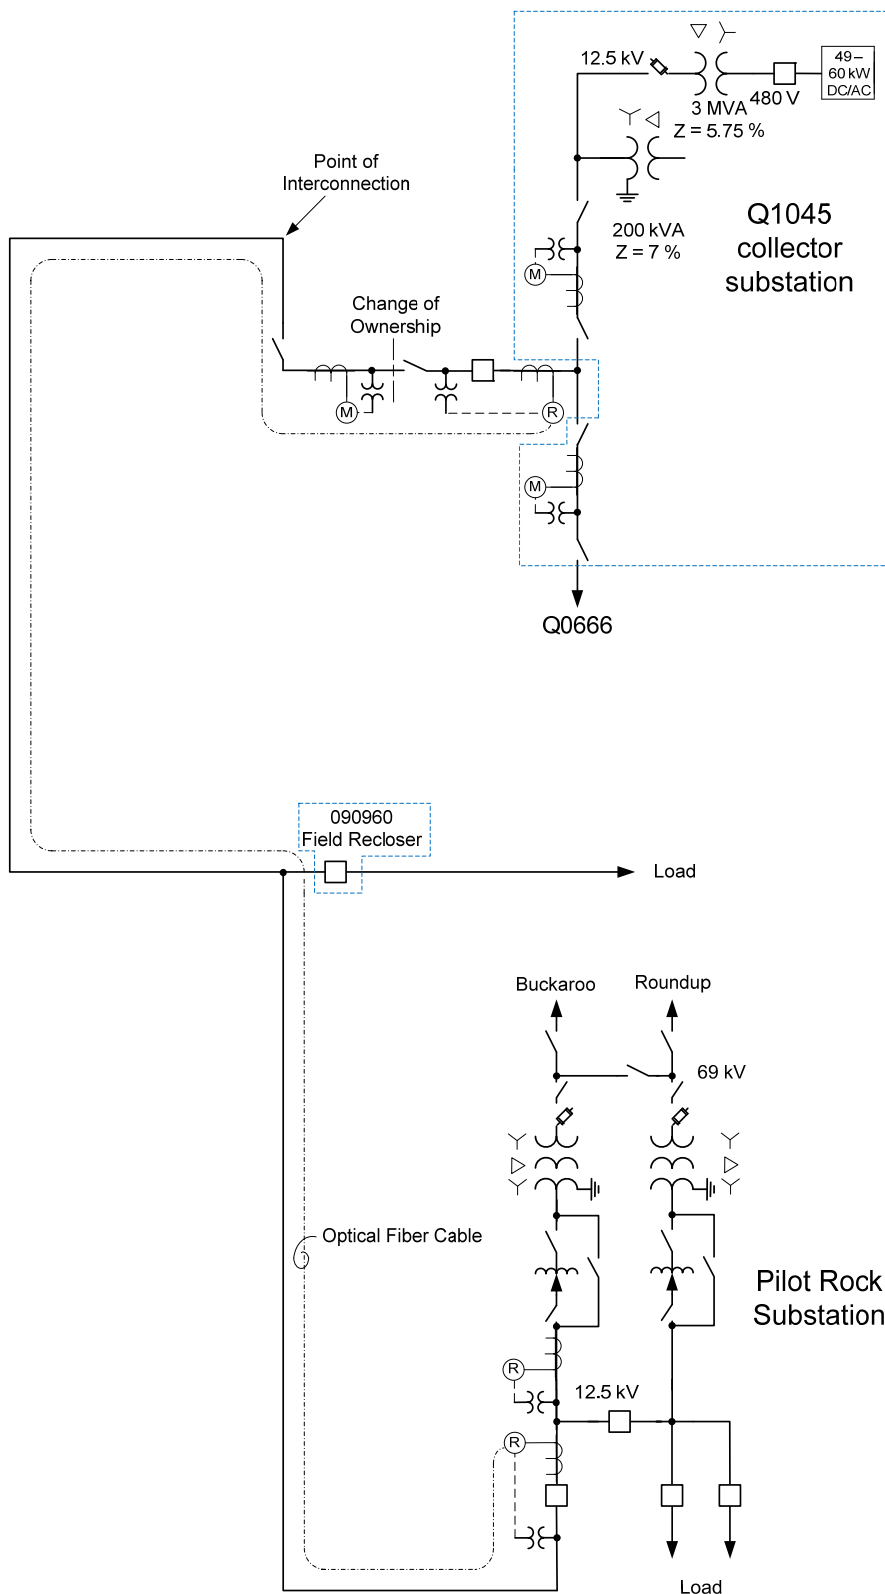 12.5 kV
49–
60 kW
DC/AC
3 MVA
480 V
Z = 5.75 %
Point of
Interconnection
Q1045
collector
substation
200 kVA
Z = 7 %
M
Change of
Ownership
M
R
M
Q0666
090960
Field Recloser
Load
Buckaroo
Roundup
69 kV
Optical Fiber Cable
Pilot Rock
Substation
R
12.5 kV
R
Load